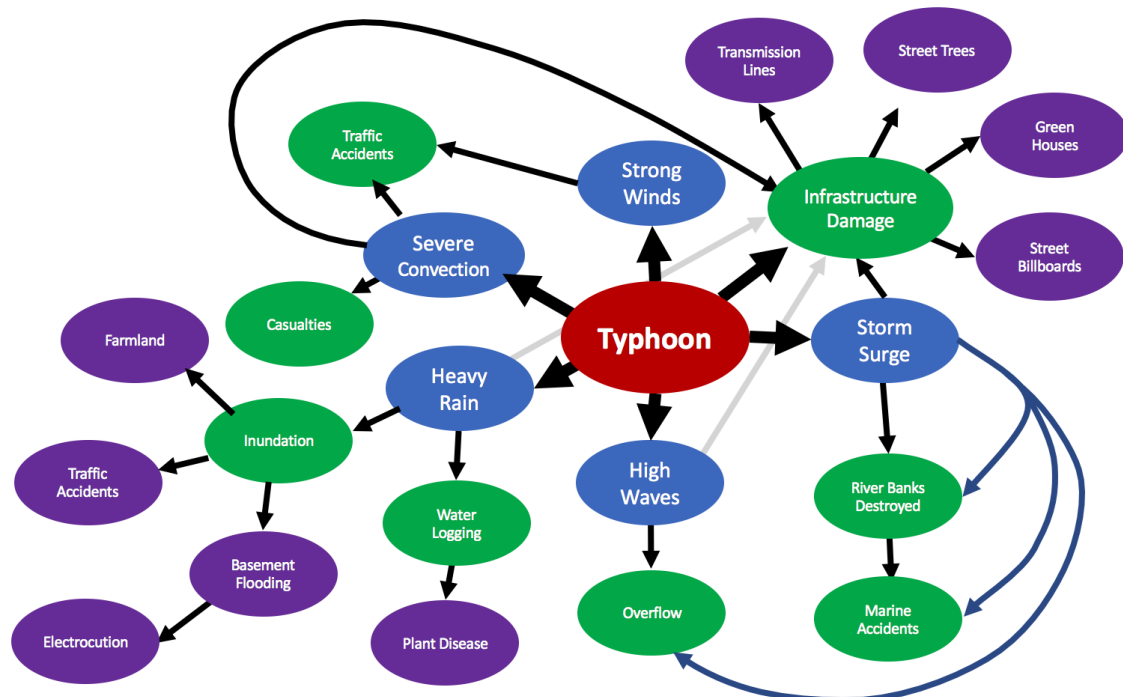 Transmission
Lines
Street Trees
Green
Houses
Traffic
Accidents
Strong
Winds
Infrastructure
Damage
Severe
Convection
Street
Billboards
Casualties
Typhoon
Storm
Surge
Farmland
Heavy
Rain
Inundation
Traffic
Accidents
High
Waves
River Banks
Destroyed
Water
Logging
Basement
Flooding
Overflow
Marine
Accidents
Electrocution
Plant Disease